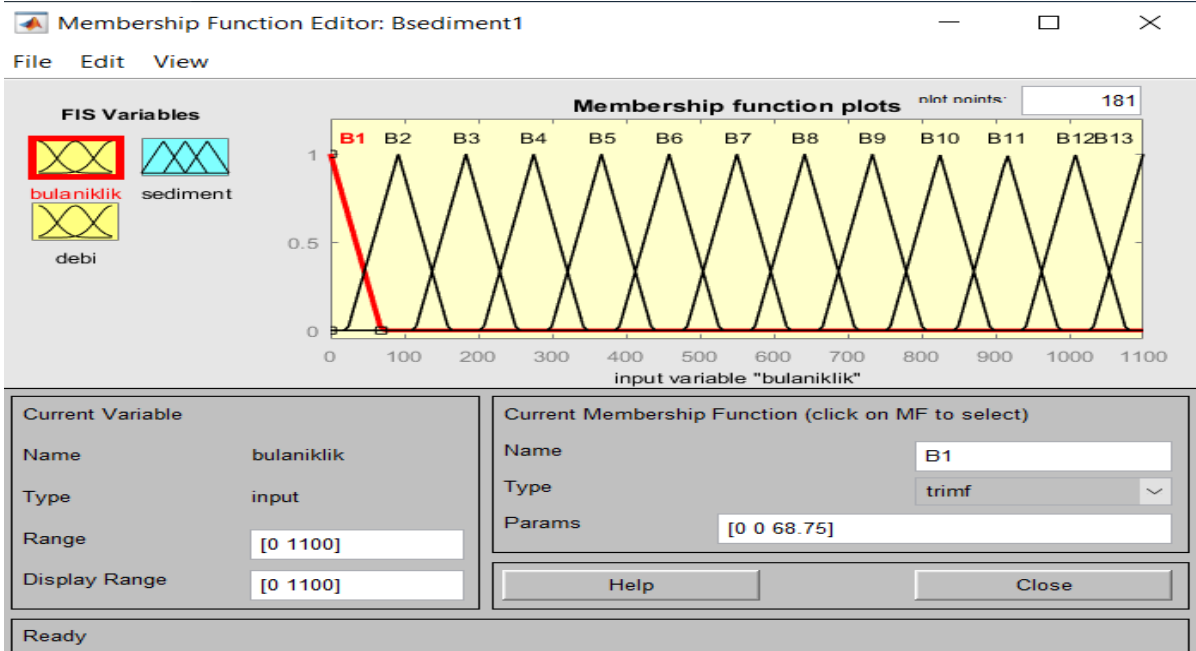 Membership Function Editor: Bsediment1
File Edit View
FIS Variables
bulaniklik sediment
debi
Membership function plots plot points: 181
B1 B2 B3 B4 B5 B6 B7 B8 B9 B10 B11 B12B13
1
0.5
0
0 100 200 300 400 500 600 700 800 900 1000 1100
input variable "bulaniklik"
Current Variable
Name bulaniklik
Type input
Range [0 1100]
Display Range [0 1100]
Current Membership Function (click on MF to select)
Name B1
Type trimf
Params [0 0 68.75]
Help Close
Ready